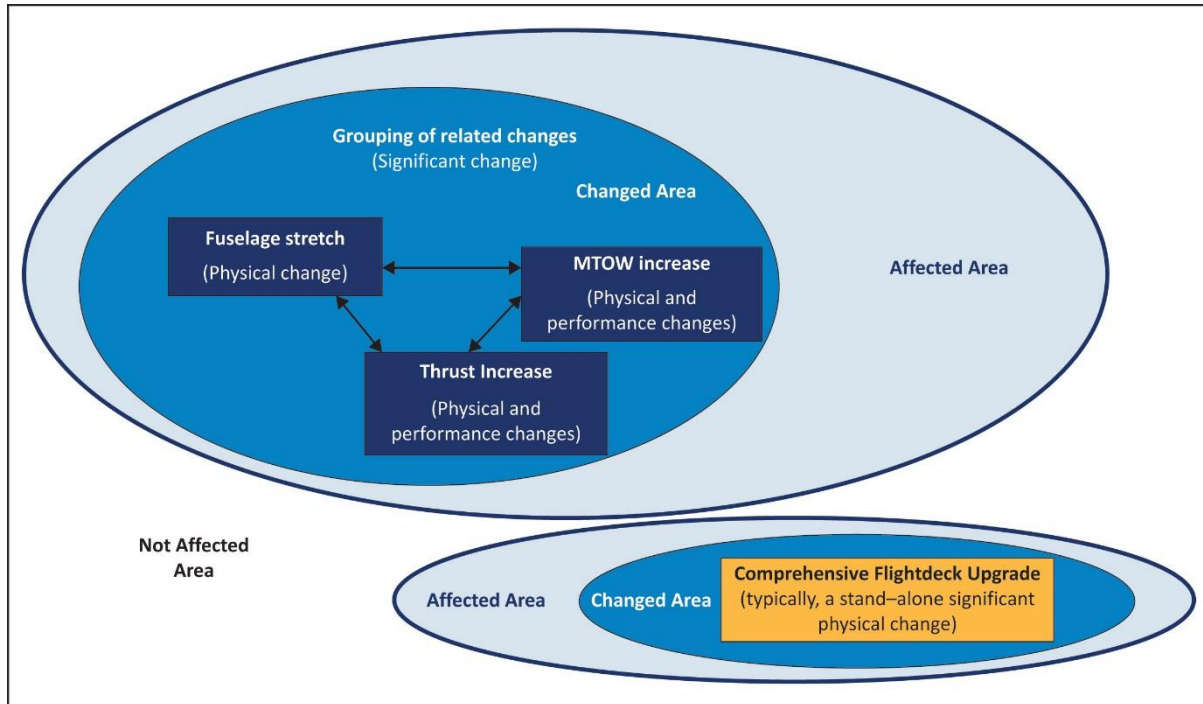 Grouping of related changes
(Significant change)
Changed Area
Fuselage stretch
(Physical change)
MTOW increase
(Physical and
performance changes)
Affected Area
Thrust Increase
(Physical and
performance changes)
Not Affected
Area
Affected Area
Changed Area
Comprehensive Flightdeck Upgrade
(typically, a stand–alone significant
physical change)